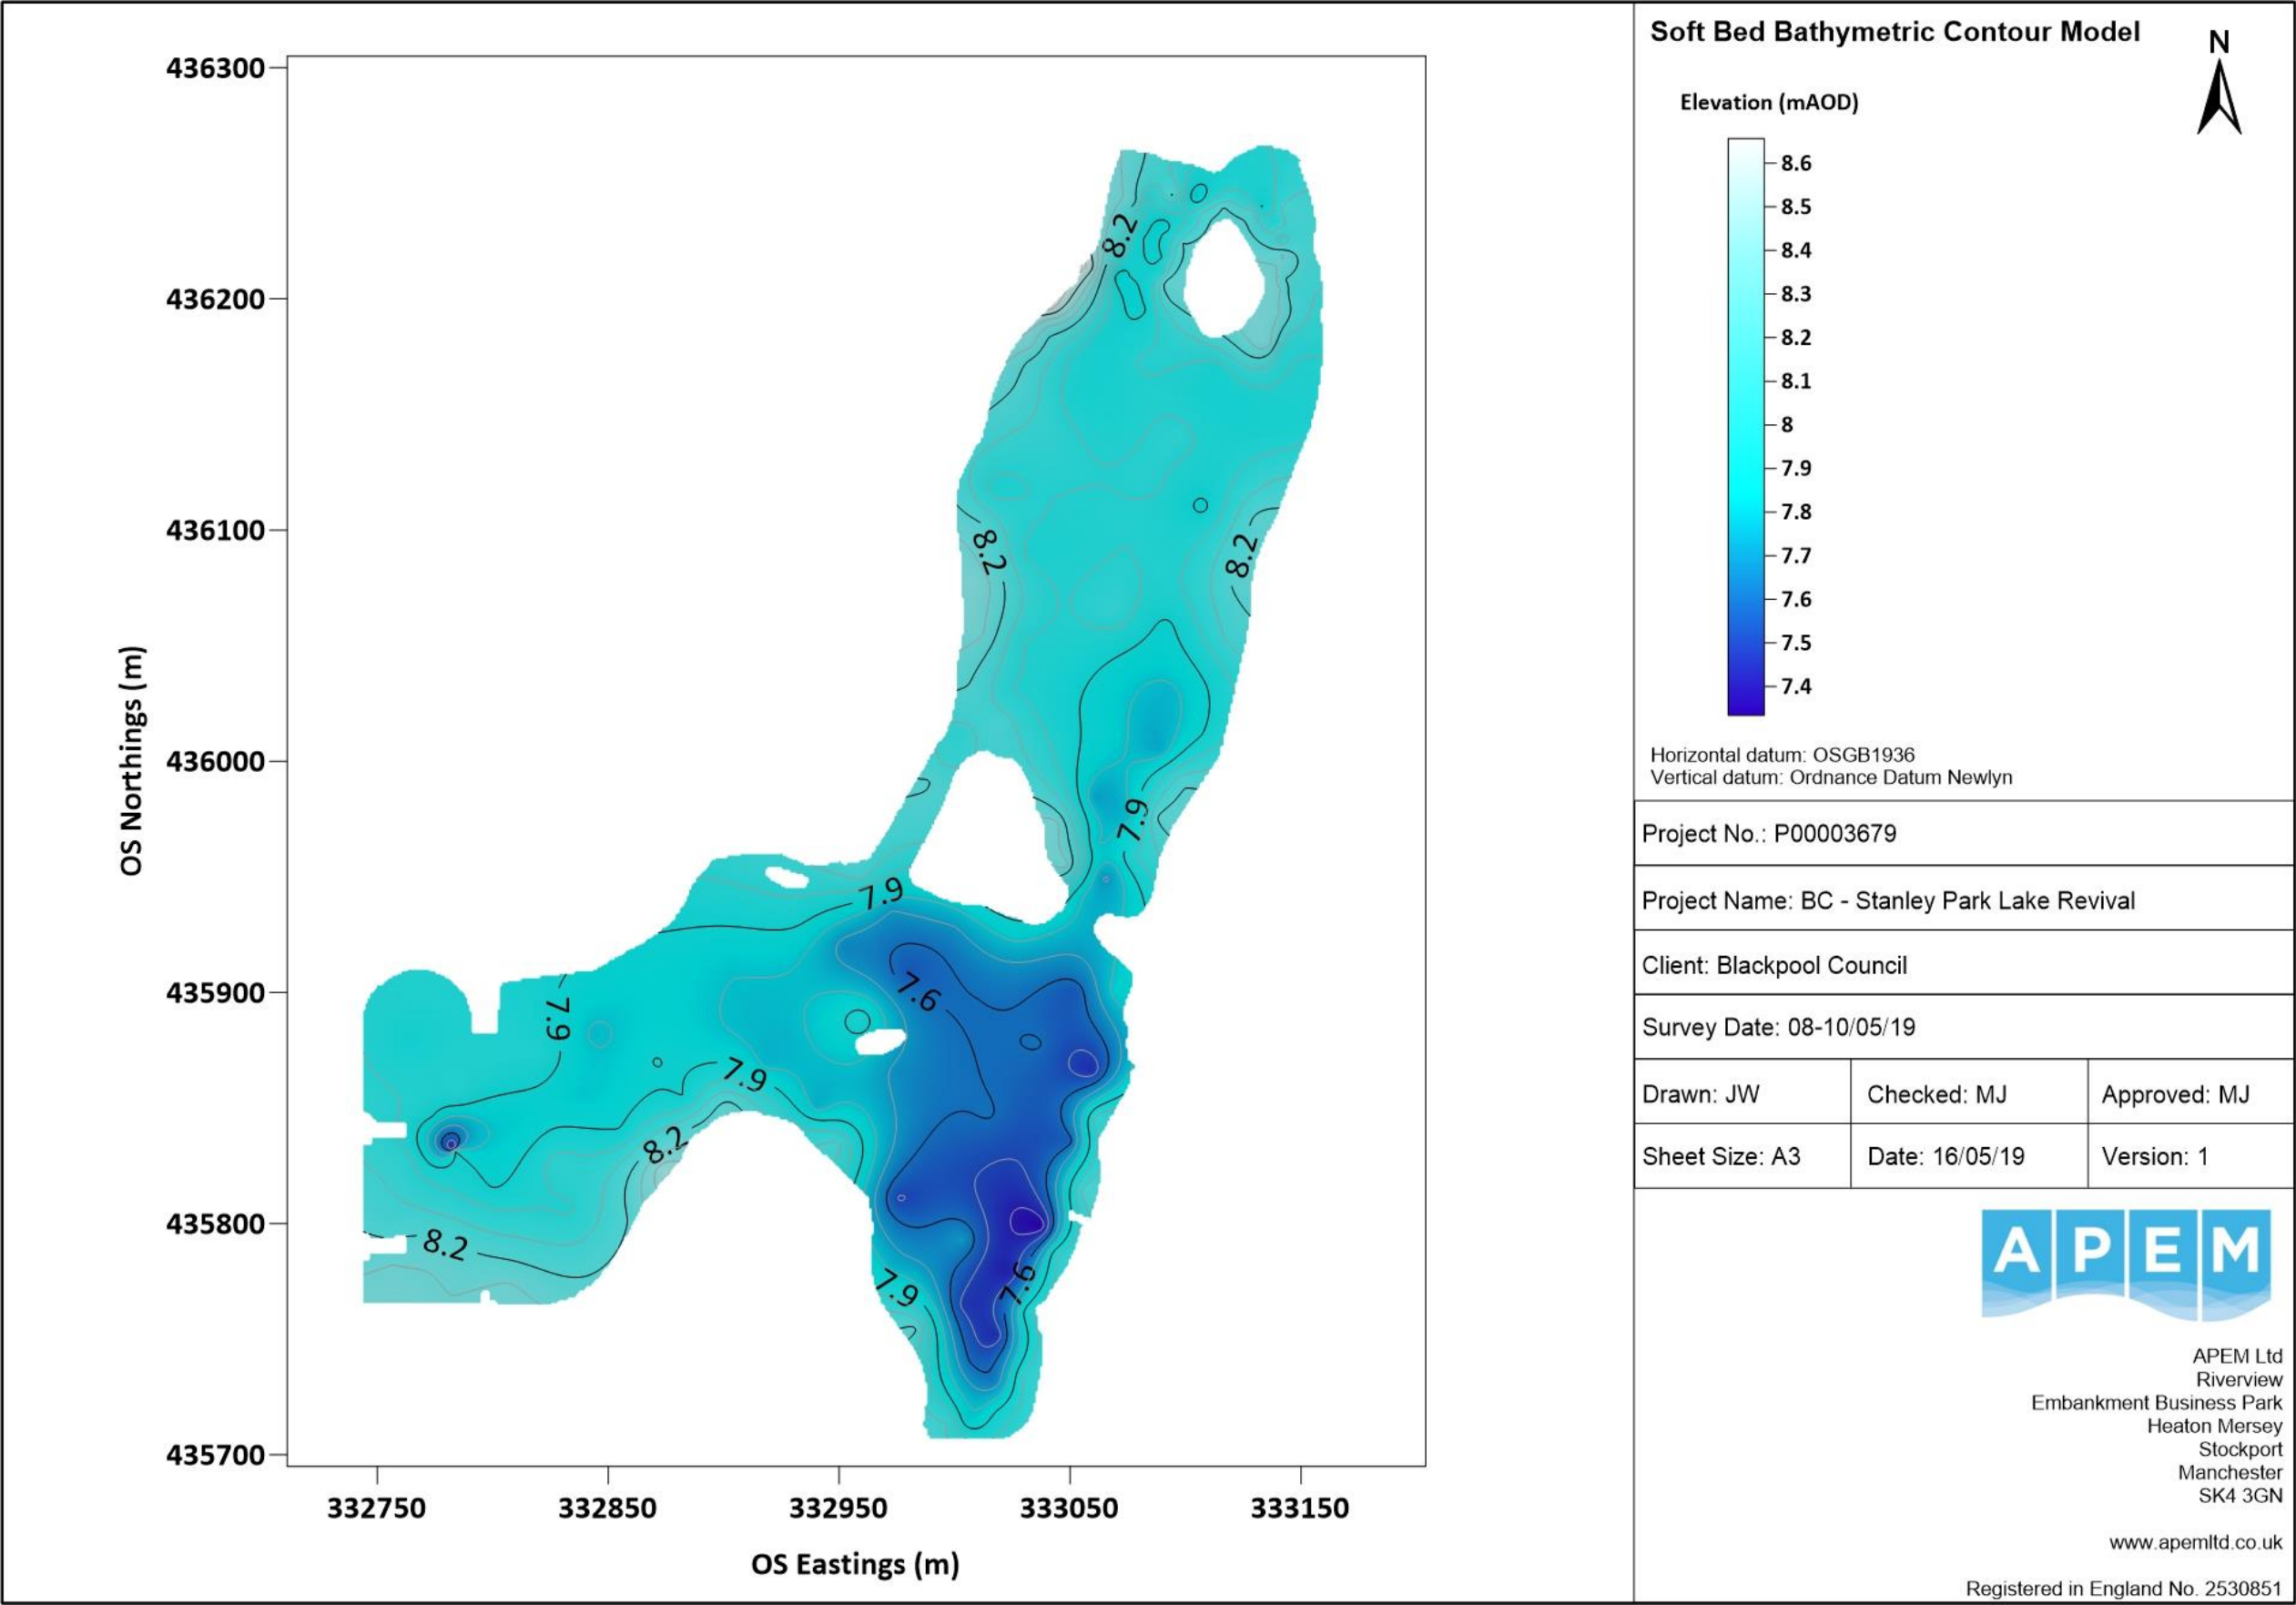 Soft Bed Bathymetric Contour Model
N
Elevation (mAOD)
8.6
8.5
8.4
8.3
8.2
8.1
8
7.9
7.8
7.7
7.6
7.5
7.4
Horizontal datum: OSGB1936
Vertical datum: Ordnance Datum Newlyn
Project No.: P00003679
Project Name: BC - Stanley Park Lake Revival
Client: Blackpool Council
Survey Date: 08-10/05/19
Drawn: JW
Checked: MJ
Approved: MJ
Sheet Size: A3
Date: 16/05/19
Version: 1
APEM
APEM Ltd
Riverview
Embankment Business Park
Heaton Mersey
Stockport
Manchester
SK4 3GN
www.apemltd.co.uk
Registered in England No. 2530851
OS Northings (m)
436300
436200
436100
436000
435900
435800
435700
332750
332850
332950
333050
333150
OS Eastings (m)
8.2
8.2
8.2
7.9
7.9
7.6
7.9
7.9
8.2
8.2
7.9
7.6